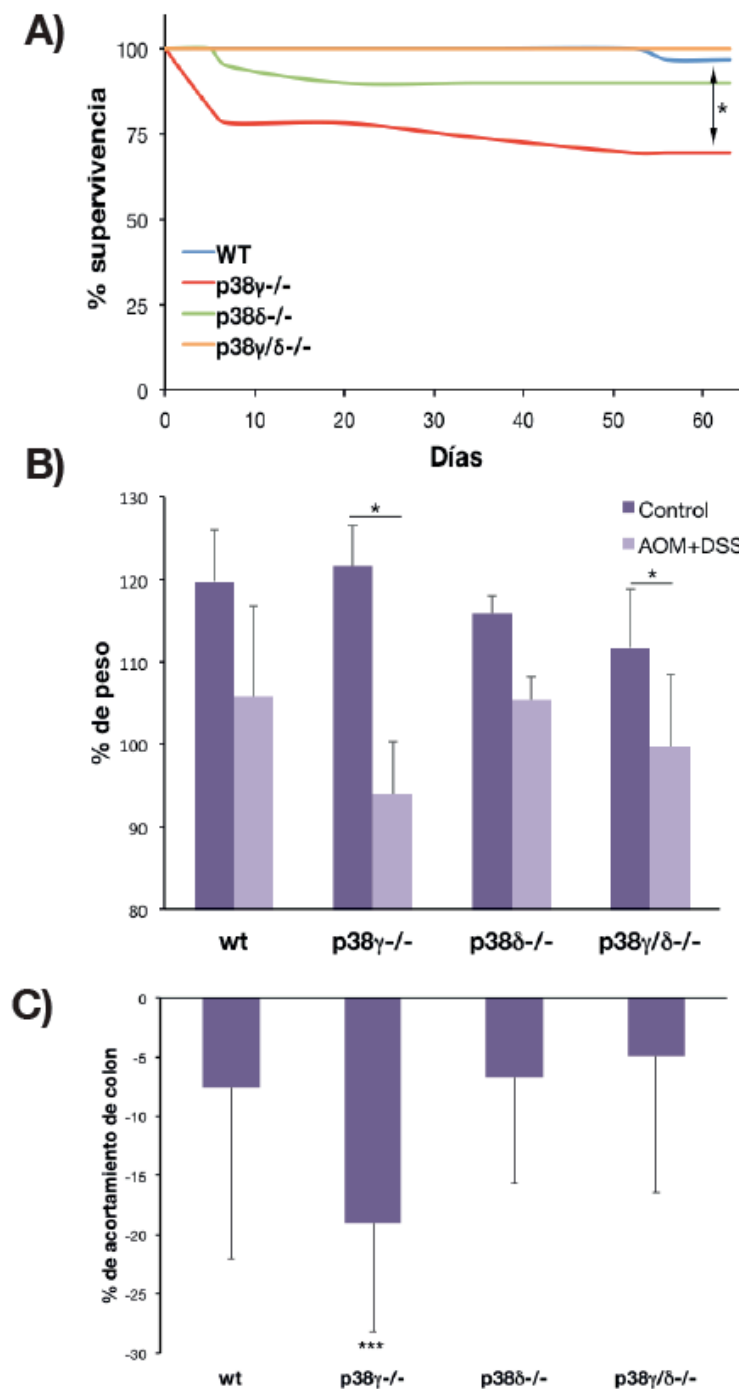 A)
% supervivencia
100
75
50
25
0
*
WT
p38γ-/-
p38δ-/-
p38γ/δ-/-
0 10 20 30 40 50 60
Días
B)
% de peso
130
120
110
100
90
80
*
*
Control
AOM+DSS
wt p38γ-/- p38δ-/- p38γ/δ-/-
C)
% de acortamiento de colon
0
-5
-10
-15
-20
-25
-30
***
wt p38γ-/- p38δ-/- p38γ/δ-/-